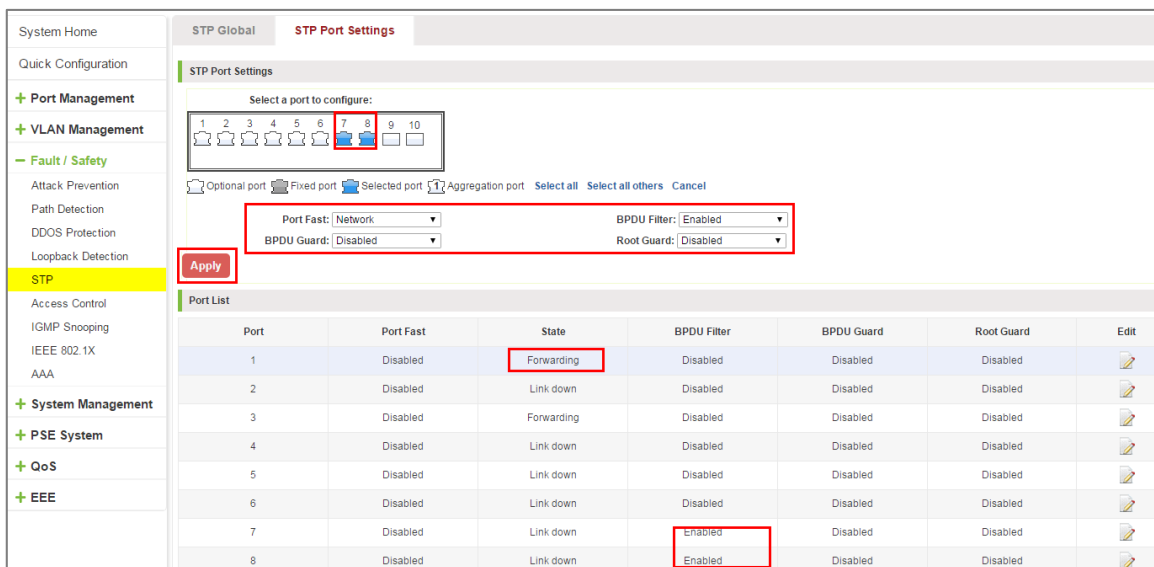 System Home
Quick Configuration
Port Management
VLAN Management
Fault / Safety
Attack Prevention
Path Detection
DDOS Protection
Loopback Detection
STP
Access Control
IGMP Snooping
IEEE 802.1X
AAA
System Management
PSE System
QoS
EEE
STP Global STP Port Settings
STP Port Settings
Select a port to configure:
1 2 3 4 5 6 7 8 9 10
Optional port Fixed port Selected port 1 Aggregation port Select all Select all others Cancel
Port Fast: Network BPDU Filter: Enabled
BPDU Guard: Disabled Root Guard: Disabled
Apply
Port List
Port Port Fast State BPDU Filter BPDU Guard Root Guard Edit
1 Disabled Forwarding Disabled Disabled Disabled
2 Disabled Link down Disabled Disabled Disabled
3 Disabled Forwarding Disabled Disabled Disabled
4 Disabled Link down Disabled Disabled Disabled
5 Disabled Link down Disabled Disabled Disabled
6 Disabled Link down Disabled Disabled Disabled
7 Disabled Link down Enabled Disabled Disabled
8 Disabled Link down Enabled Disabled Disabled